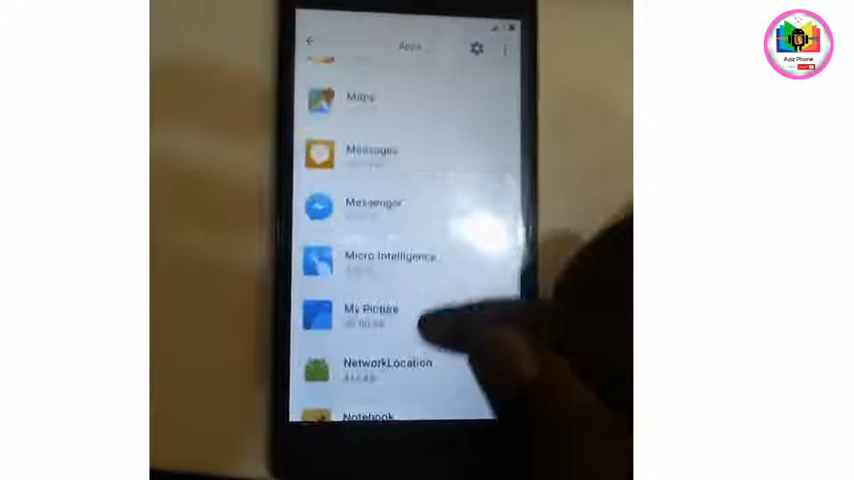 Apps
Maps
Messages
Messenger
Micro Intelligence
My Picture
NetworkLocation
Notebook
Aziz Phone